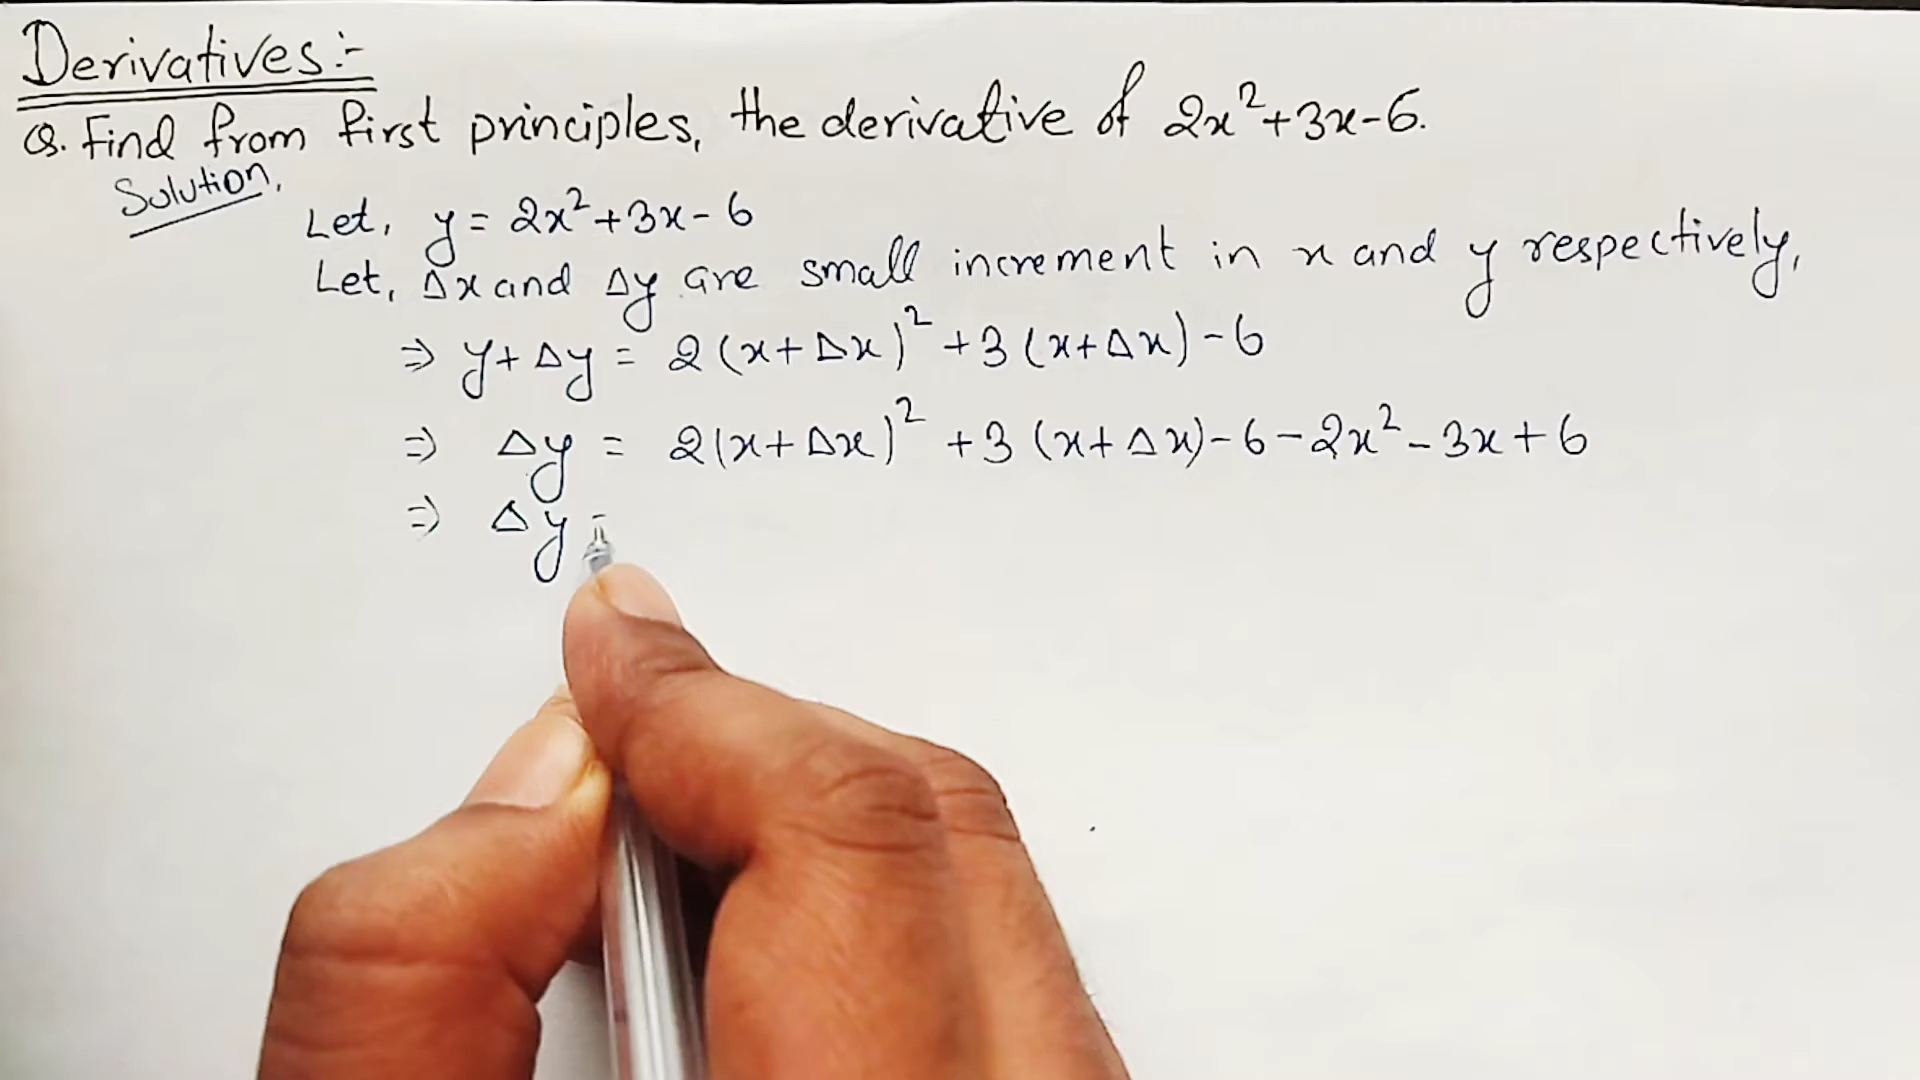 Derivatives:-
Q. Find from first principles, the derivative of 2x²+3x-6.
Solution,
Let, y = 2x²+3x-6
Let, Δx and Δy are small increment in x and y respectively,
⇒ y+Δy = 2(x+Δx)²+3(x+Δx)-6
⇒ Δy = 2(x+Δx)²+3(x+Δx)-6-2x²-3x+6
⇒ Δy =